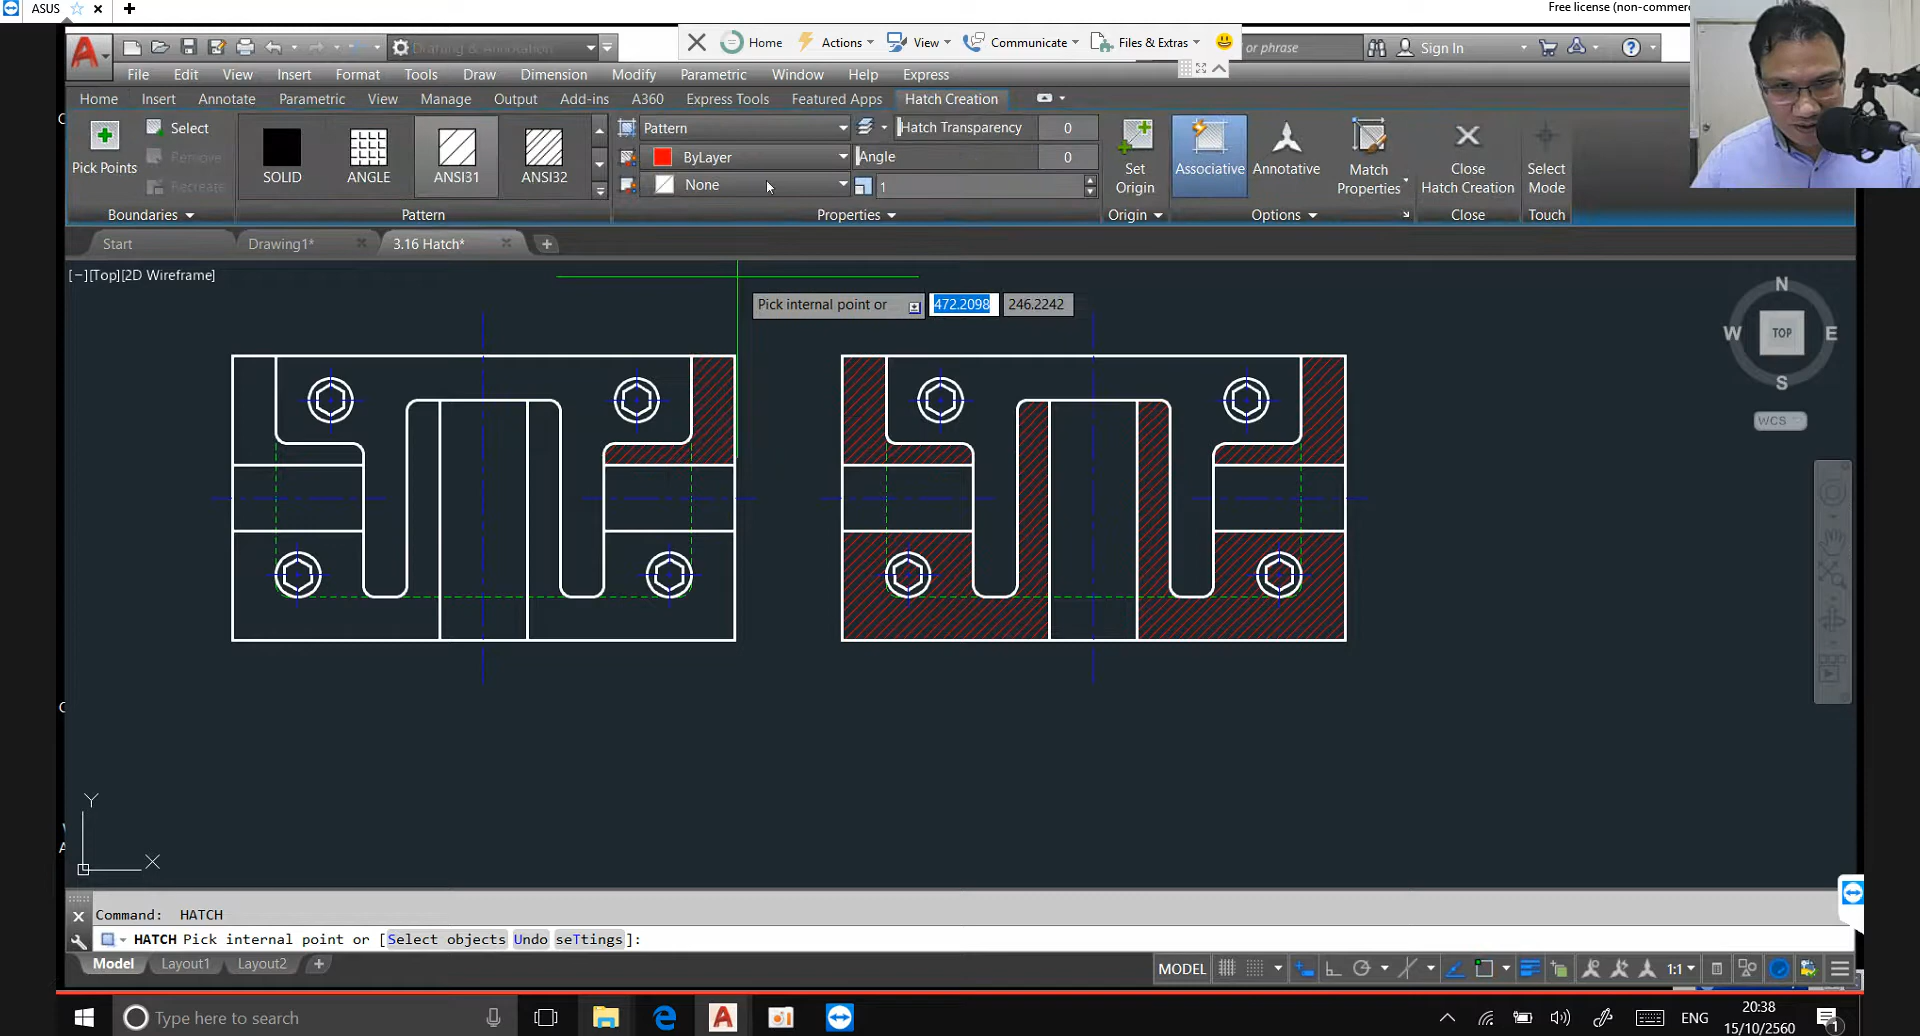 ASUS
Free license (non-commerc
Drafting & Annotation
Home Actions View Communicate Files & Extras
or phrase
Sign In
File Edit View Insert Format Tools Draw Dimension Modify Parametric Window Help Express
Home Insert Annotate Parametric View Manage Output Add-ins A360 Express Tools Featured Apps Hatch Creation
Pick Points
Select
Remove
Recreate
SOLID
ANGLE
ANSI31
ANSI32
Pattern
ByLayer
None
Hatch Transparency 0
Angle 0
1
Set Origin
Associative
Annotative
Match Properties
Close Hatch Creation
Select Mode
Boundaries Pattern Properties Origin Options Close Touch
Start Drawing1* 3.16 Hatch*
[−][Top][2D Wireframe]
Pick internal point or 472.2098 246.2242
N
W TOP E
S
WCS
Y
X
Command: HATCH
HATCH Pick internal point or [Select objects Undo seTtings]:
Model Layout1 Layout2
MODEL 1:1
Type here to search
ENG
20:38
15/10/2560
1